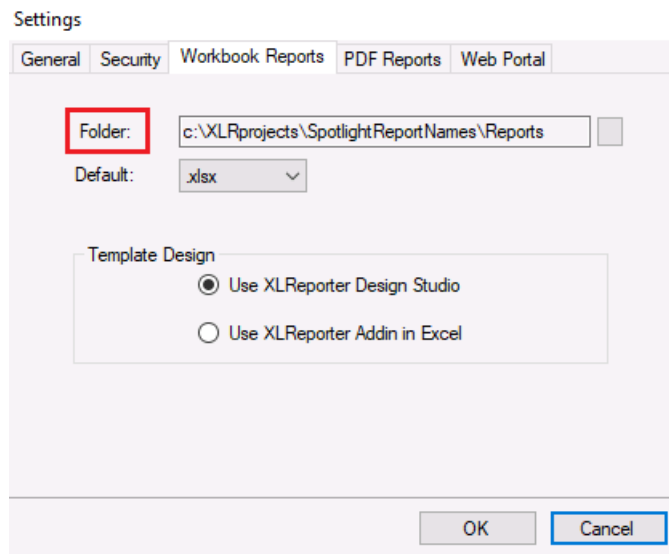 Settings
General Security Workbook Reports PDF Reports Web Portal
Folder: c:\XLRprojects\SpotlightReportNames\Reports
Default: .xlsx
Template Design
Use XLReporter Design Studio
Use XLReporter Addin in Excel
OK Cancel